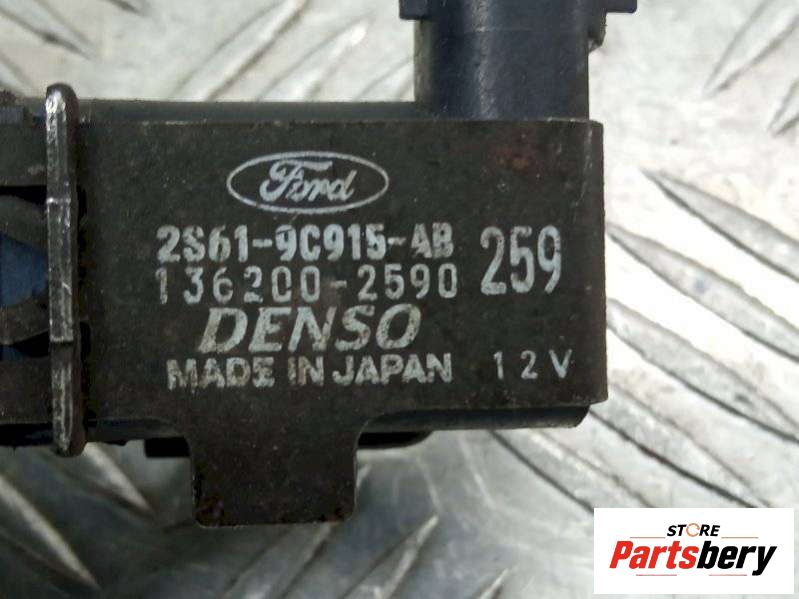 Ford
2S61-9C915-AB
136200-2590
259
DENSO
MADE IN JAPAN 12V
STORE
Partsbery